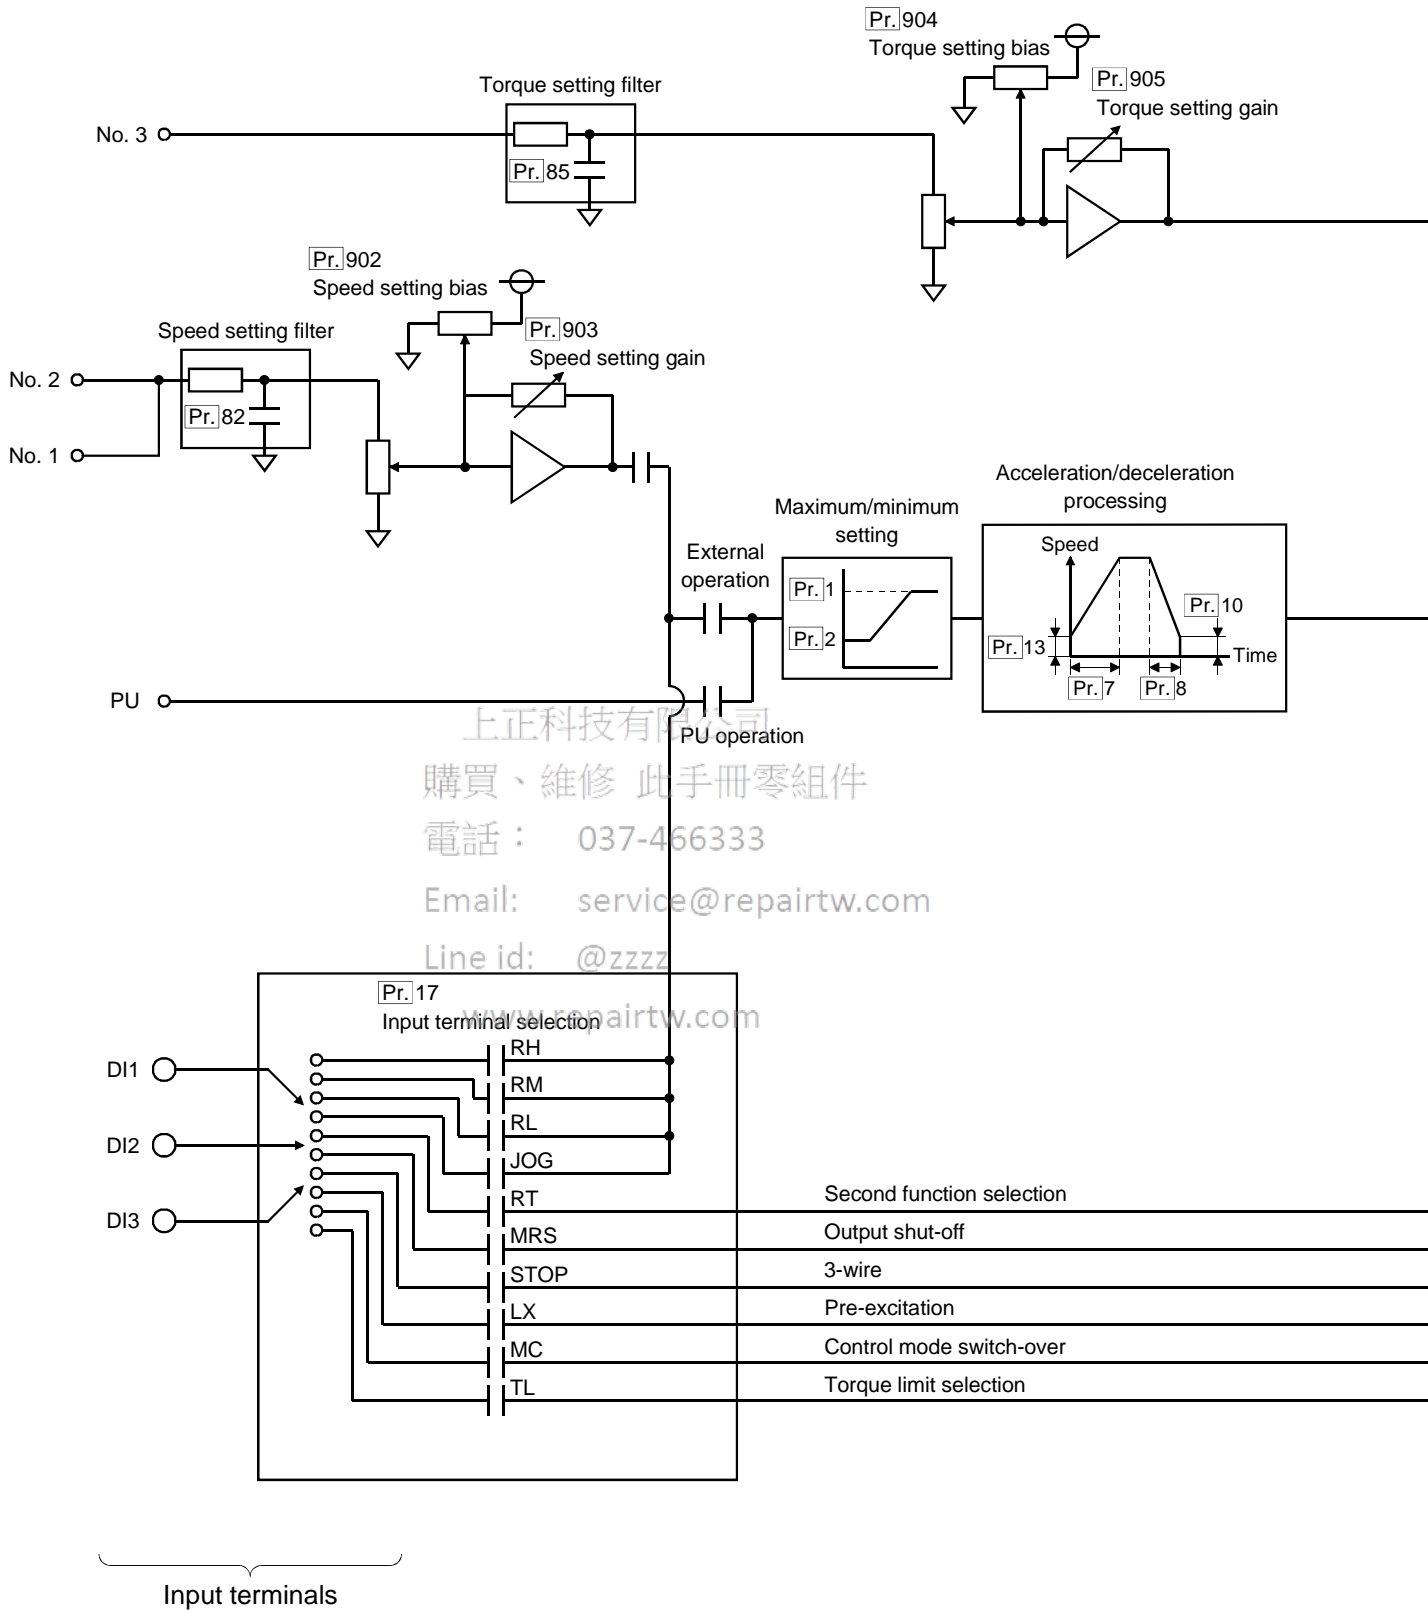 Pr. 904
Torque setting bias
Pr. 905
Torque setting gain
Torque setting filter
No. 3
Pr. 85
Pr. 902
Speed setting bias
Pr. 903
Speed setting gain
Speed setting filter
No. 2
Pr. 82
No. 1
Acceleration/deceleration
processing
Maximum/minimum
setting
External
operation
Speed
Pr. 1
Pr. 10
Pr. 2
Pr. 13
Time
Pr. 7
Pr. 8
PU
上正科技有限公司
PU operation
購買、維修 此手冊零組件
電話： 037-466333
Email: service@repairtw.com
Line id: @zzzz
Pr. 17
www.repairtw.com
Input terminal selection
RH
DI1
RM
RL
DI2
JOG
RT
Second function selection
DI3
MRS
Output shut-off
STOP
3-wire
LX
Pre-excitation
MC
Control mode switch-over
TL
Torque limit selection
Input terminals